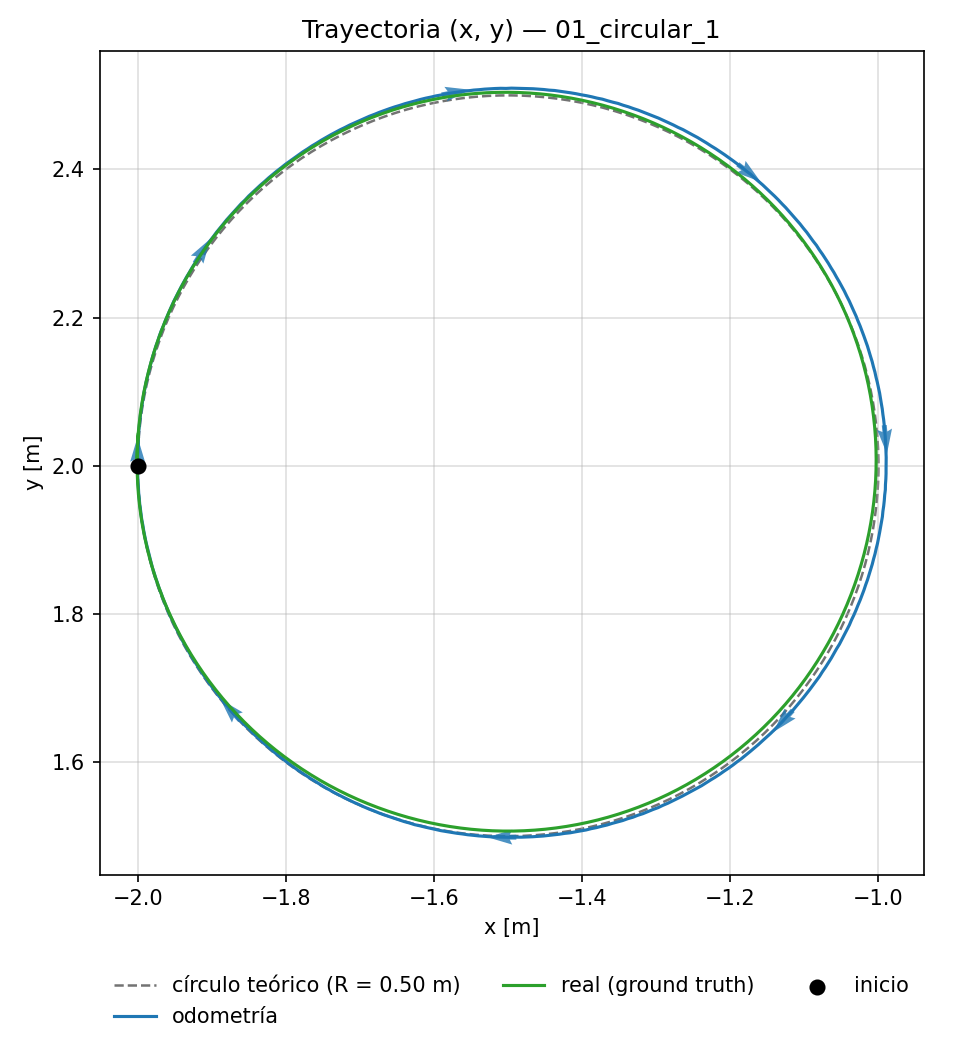 Trayectoria (x, y) — 01_circular_1
y [m]
2.4
2.2
2.0
1.8
1.6
−2.0 −1.8 −1.6 −1.4 −1.2 −1.0
x [m]
círculo teórico (R = 0.50 m) real (ground truth) inicio
odometría